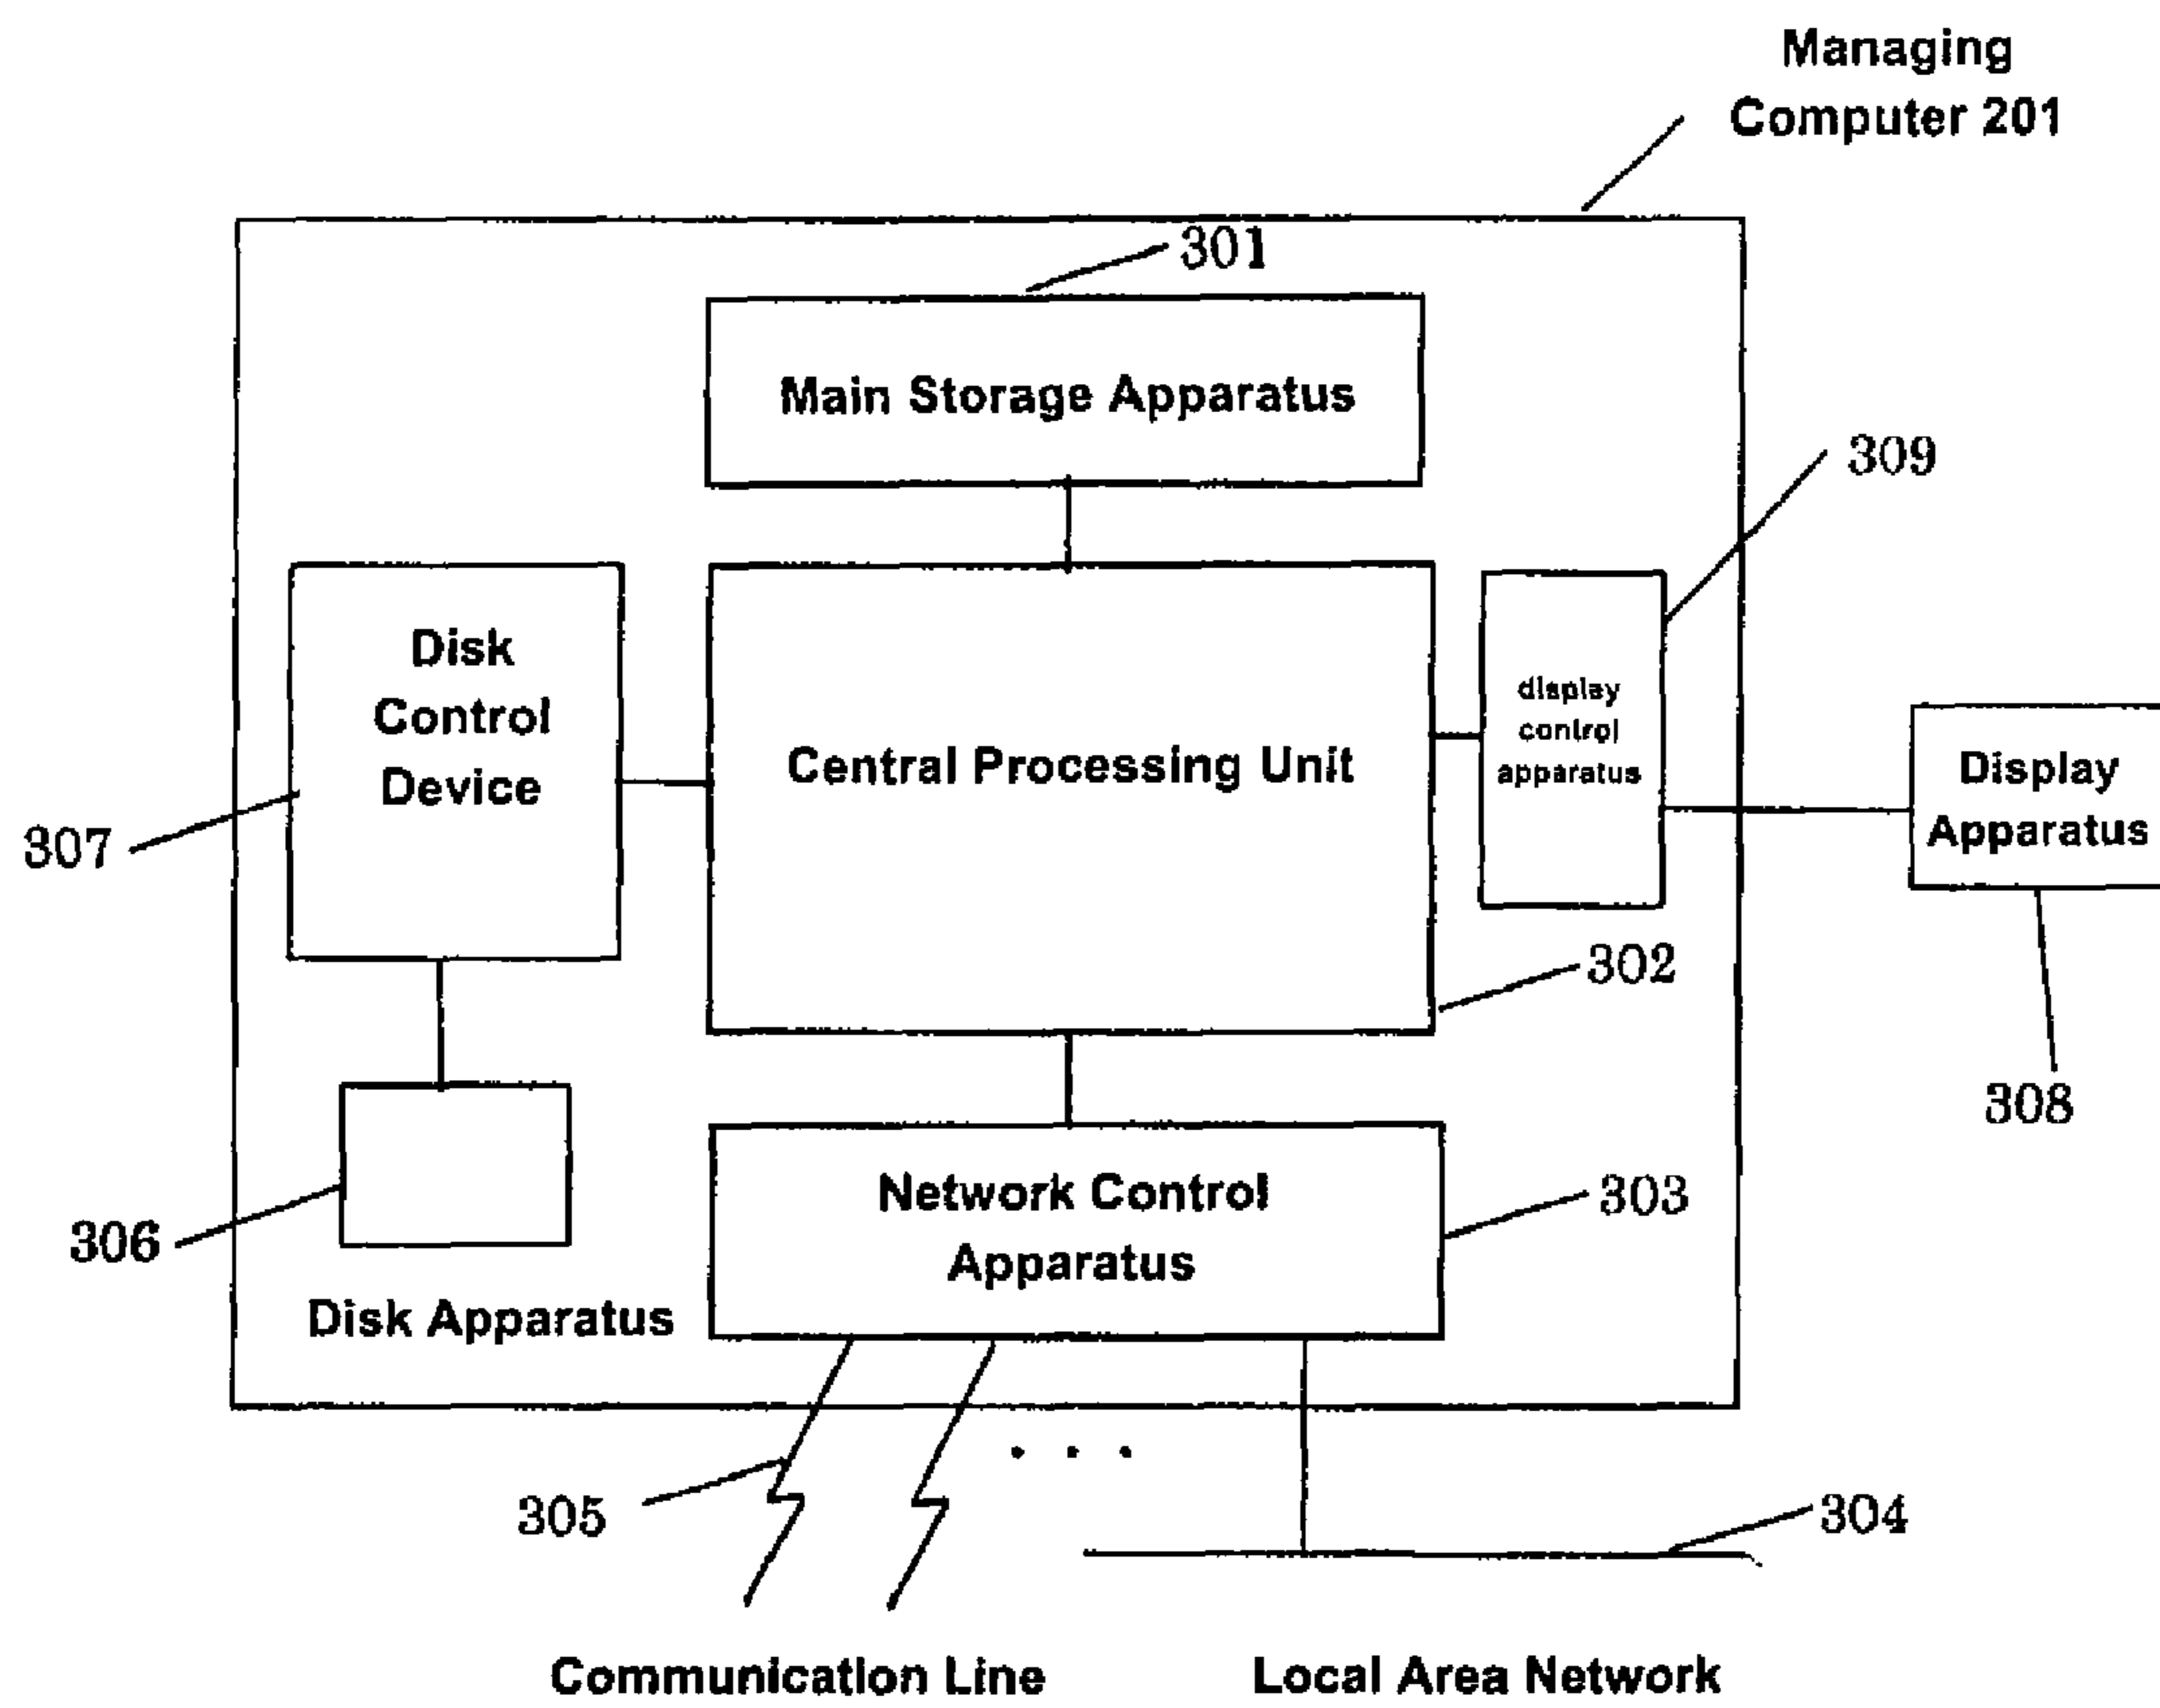 Managing
Computer 201
301
Main Storage Apparatus
309
Disk
Control
Device
Central Processing Unit
display
control
apparatus
Display
Apparatus
307
302
308
306
Network Control
Apparatus
303
Disk Apparatus
. . .
305
304
Communication Line
Local Area Network